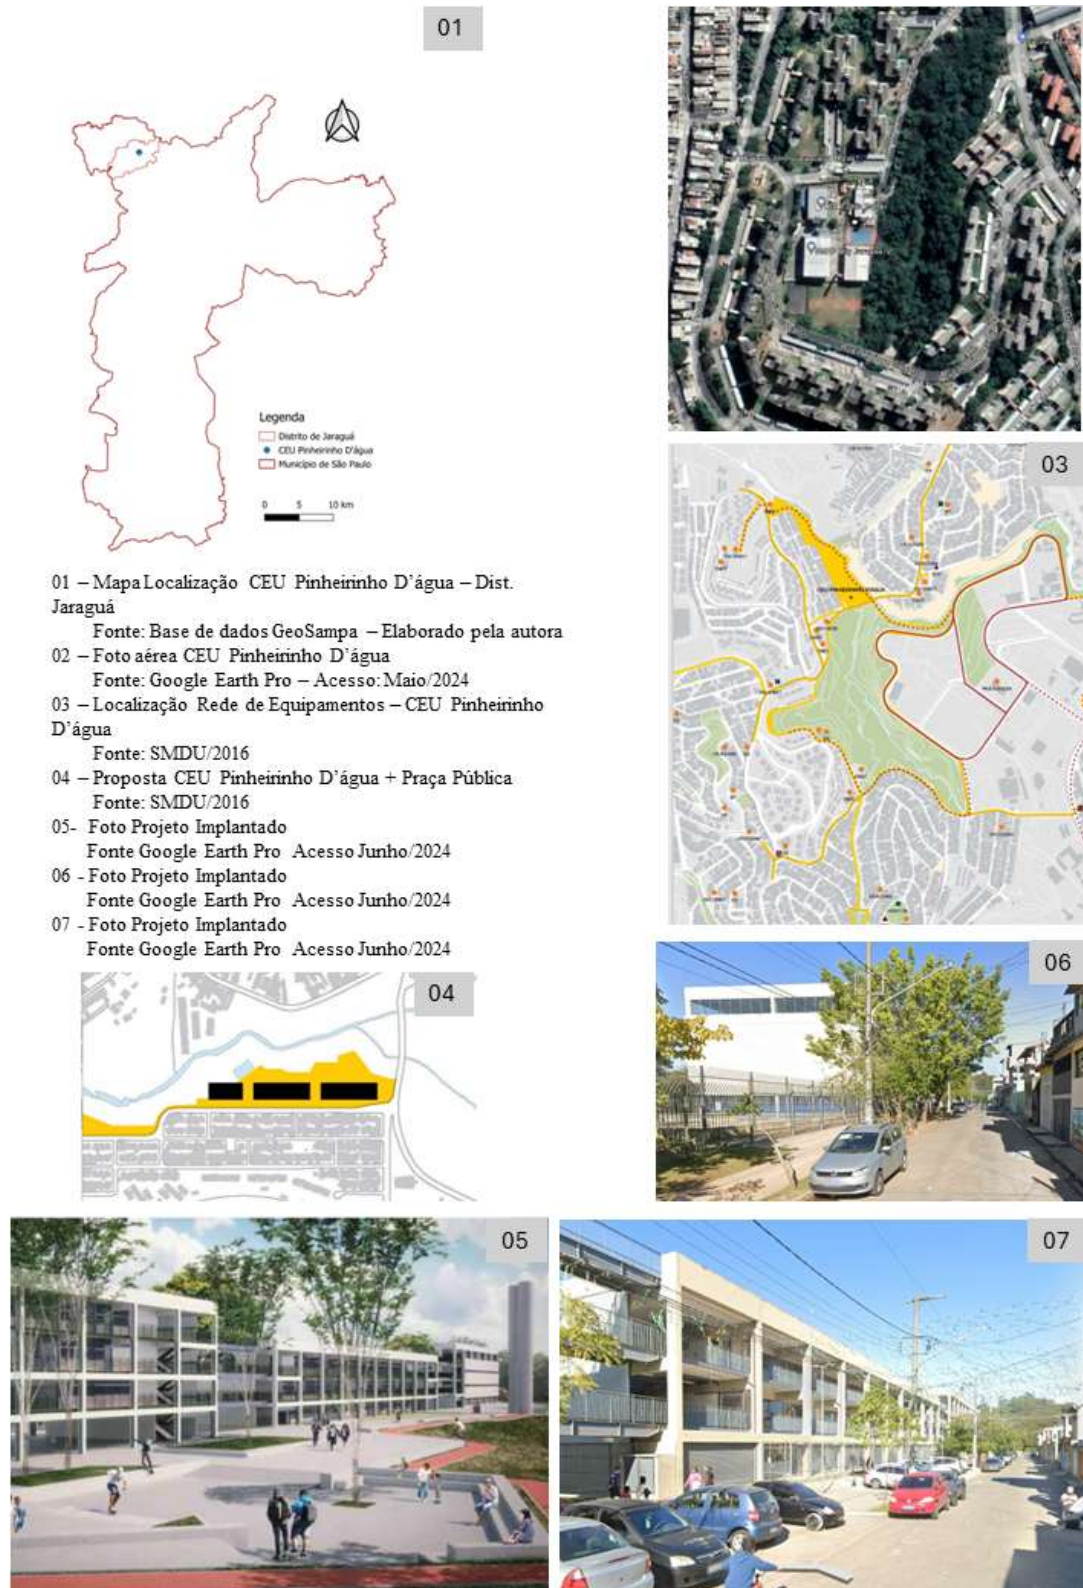 01
Legenda
Distrito de Jaraguá
CEU Pinheirinho D'água
Município de São Paulo
0 5 10 km
01 – Mapa Localização CEU Pinheirinho D’água – Dist.
Jaraguá
Fonte: Base de dados GeoSampa – Elaborado pela autora
02 – Foto aérea CEU Pinheirinho D’água
Fonte: Google Earth Pro – Acesso: Maio/2024
03 – Localização Rede de Equipamentos – CEU Pinheirinho
D’água
Fonte: SMDU/2016
04 – Proposta CEU Pinheirinho D’água + Praça Pública
Fonte: SMDU/2016
05- Foto Projeto Implantado
Fonte Google Earth Pro Acesso Junho/2024
06 - Foto Projeto Implantado
Fonte Google Earth Pro Acesso Junho/2024
07 - Foto Projeto Implantado
Fonte Google Earth Pro Acesso Junho/2024
03
04
06
05
07